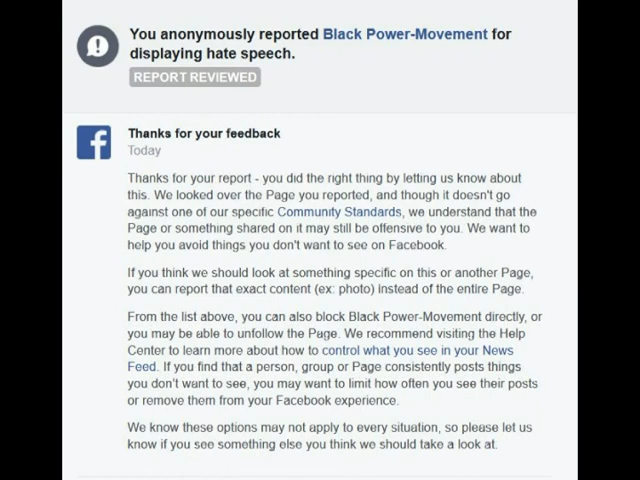 You anonymously reported Black Power-Movement for
displaying hate speech.
REPORT REVIEWED
Thanks for your feedback
Today
Thanks for your report - you did the right thing by letting us know about
this. We looked over the Page you reported, and though it doesn't go
against one of our specific Community Standards, we understand that the
Page or something shared on it may still be offensive to you. We want to
help you avoid things you don't want to see on Facebook.
If you think we should look at something specific on this or another Page,
you can report that exact content (ex: photo) instead of the entire Page.
From the list above, you can also block Black Power-Movement directly, or
you may be able to unfollow the Page. We recommend visiting the Help
Center to learn more about how to control what you see in your News
Feed. If you find that a person, group or Page consistently posts things
you don't want to see, you may want to limit how often you see their posts
or remove them from your Facebook experience.
We know these options may not apply to every situation, so please let us
know if you see something else you think we should take a look at.